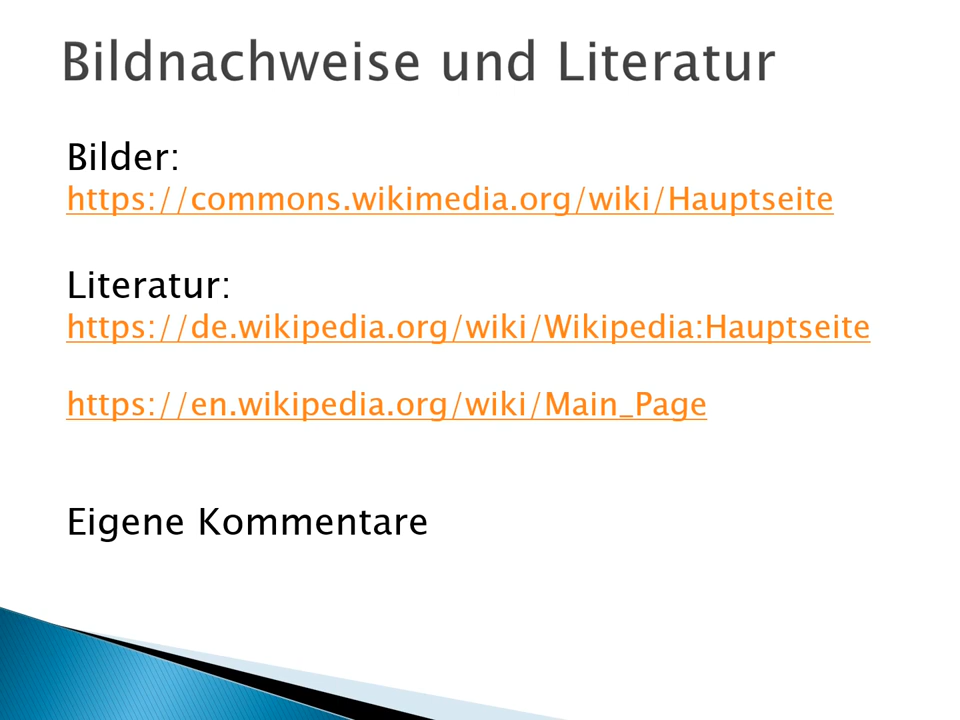 Bildnachweise und Literatur
Bilder:
https://commons.wikimedia.org/wiki/Hauptseite
Literatur:
https://de.wikipedia.org/wiki/Wikipedia:Hauptseite
https://en.wikipedia.org/wiki/Main_Page
Eigene Kommentare